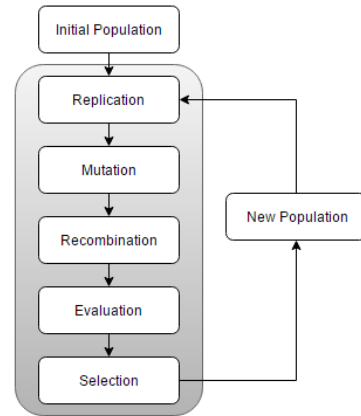 Initial Population
Replication
Mutation
Recombination
New Population
Evaluation
Selection